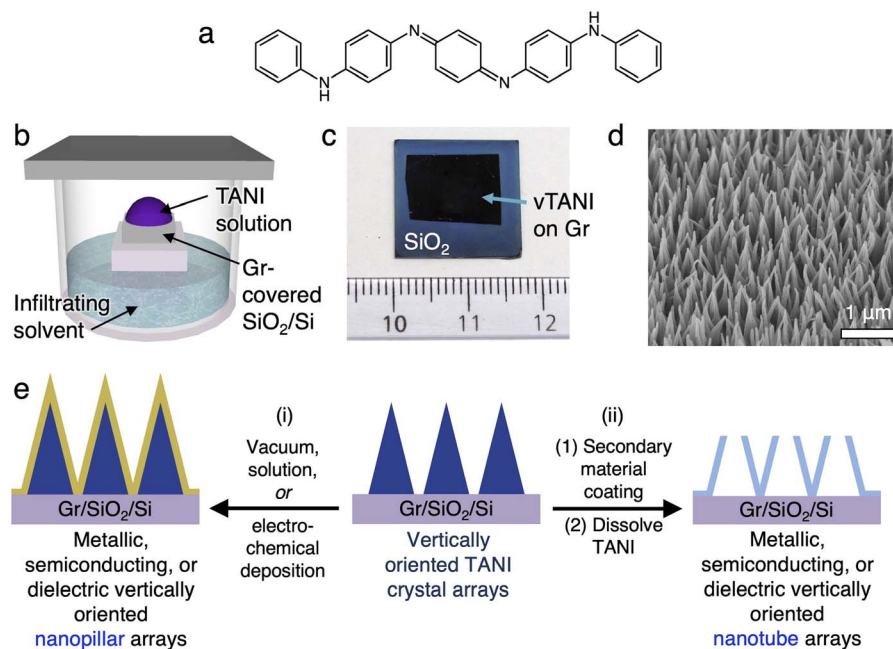 a
N
H
N
N
H
N
b
TANI
solution
Gr-
covered
SiO₂/Si
Infiltrating
solvent
c
vTANI
on Gr
SiO₂
10 11 12
d
1 µm
e
(i)
Vacuum,
solution,
or
electro-
chemical
deposition
(ii)
(1) Secondary
material
coating
(2) Dissolve
TANI
Gr/SiO₂/Si
Metallic,
semiconducting, or
dielectric vertically
oriented
nanopillar arrays
Gr/SiO₂/Si
Vertically
oriented TANI
crystal arrays
Gr/SiO₂/Si
Metallic,
semiconducting, or
dielectric vertically
oriented
nanotube arrays